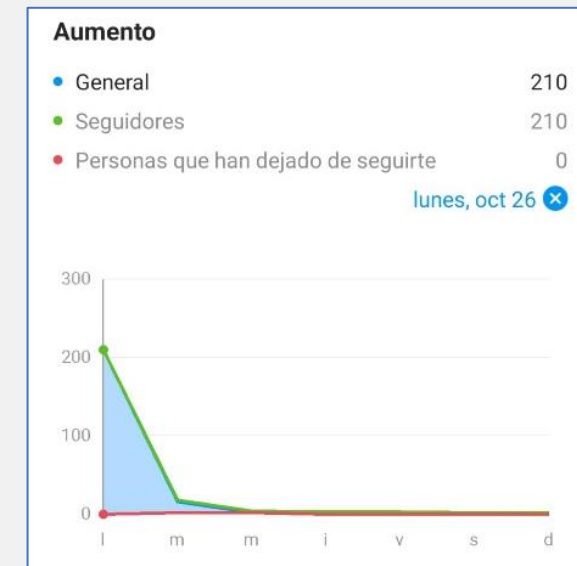 Aumento
General 210
Seguidores 210
Personas que han dejado de seguirte 0
lunes, oct 26
300
200
100
0
l m m i v s d